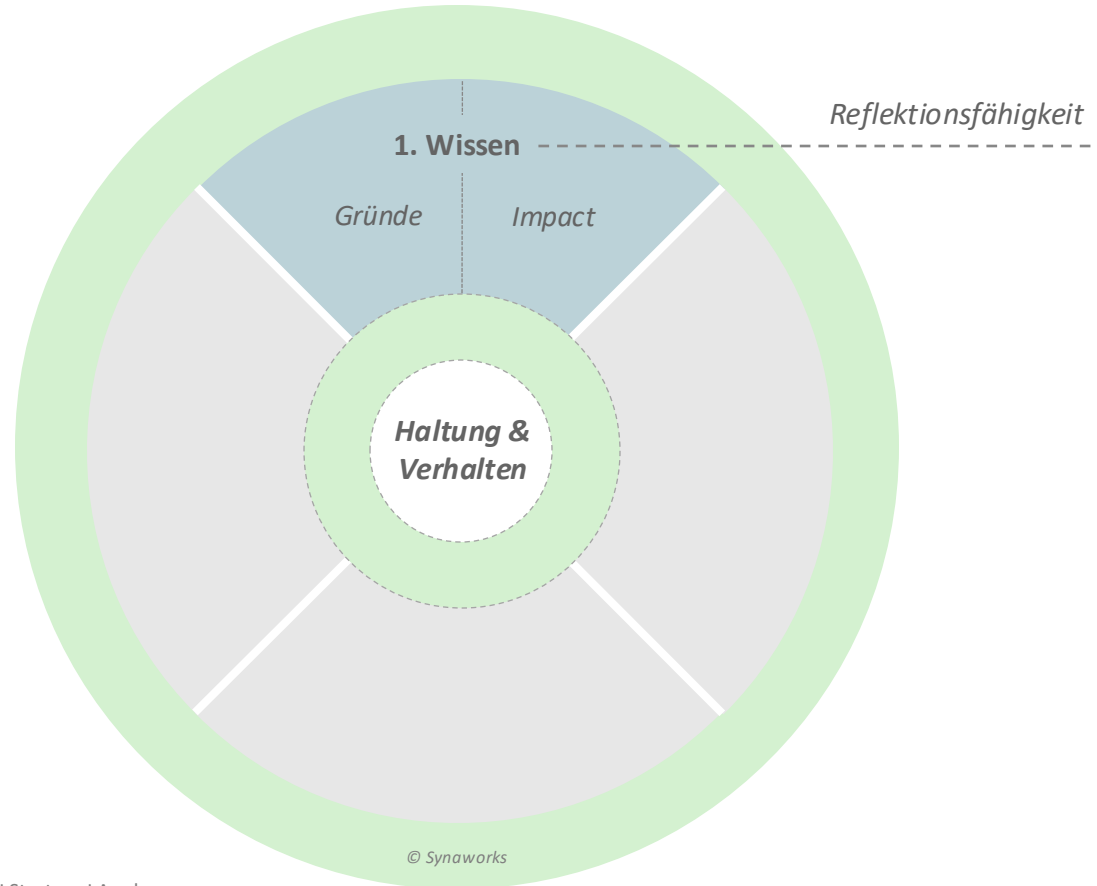 Reflektionsfähigkeit
1. Wissen
Gründe Impact
Haltung &
Verhalten
© Synaworks